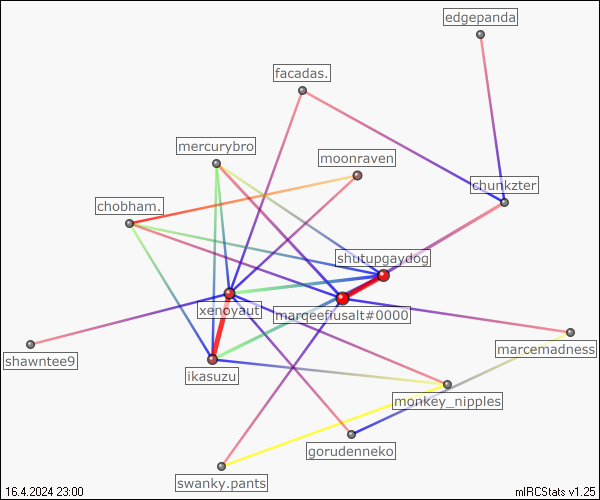 edgepanda
facadas.
mercurybro
moonraven
chunkzter
chobham.
shutupgaydog
xenoyaut
marqeefiusalt#0000
marcemadness
shawntee9
ikasuzu
monkey_nipples
gorudenneko
swanky.pants
16.4.2024 23:00
mIRCStats v1.25